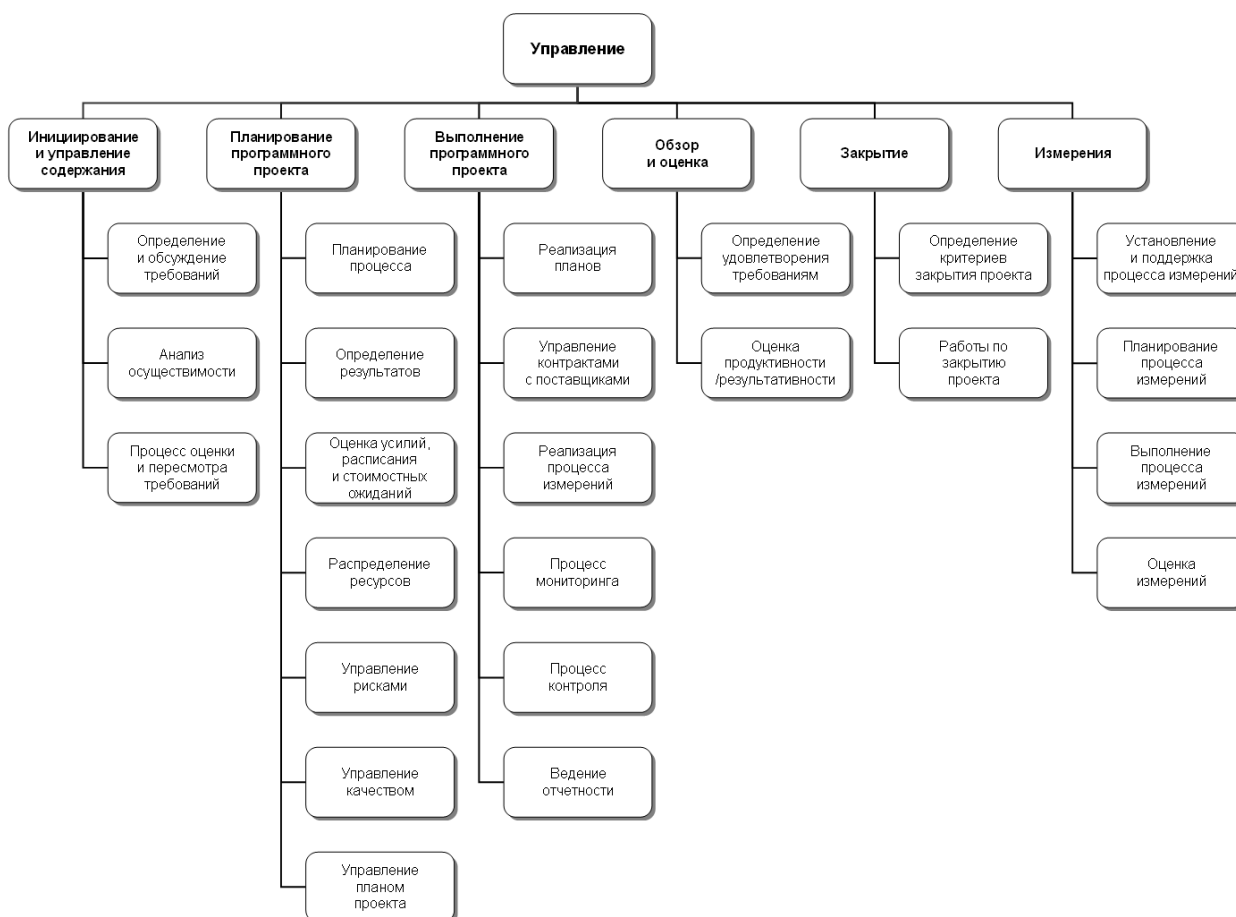 Управление
Инициирование
и управление
содержания
Планирование
программного
проекта
Выполнение
программного
проекта
Обзор
и оценка
Закрытие
Измерения
Определение
и обсуждение
требований
Анализ
осуществимости
Процесс оценки
и пересмотра
требований
Планирование
процесса
Определение
результатов
Оценка усилий,
расписания
и стоимостных
ожиданий
Распределение
ресурсов
Управление
рисками
Управление
качеством
Управление
планом
проекта
Реализация
планов
Управление
контрактами
с поставщиками
Реализация
процесса
измерений
Процесс
мониторинга
Процесс
контроля
Ведение
отчетности
Определение
удовлетворения
требованиям
Оценка
продуктивности
/результативности
Определение
критериев
закрытия проекта
Работы по
закрытию
проекта
Установление
и поддержка
процесса измерений
Планирование
процесса
измерений
Выполнение
процесса
измерений
Оценка
измерений